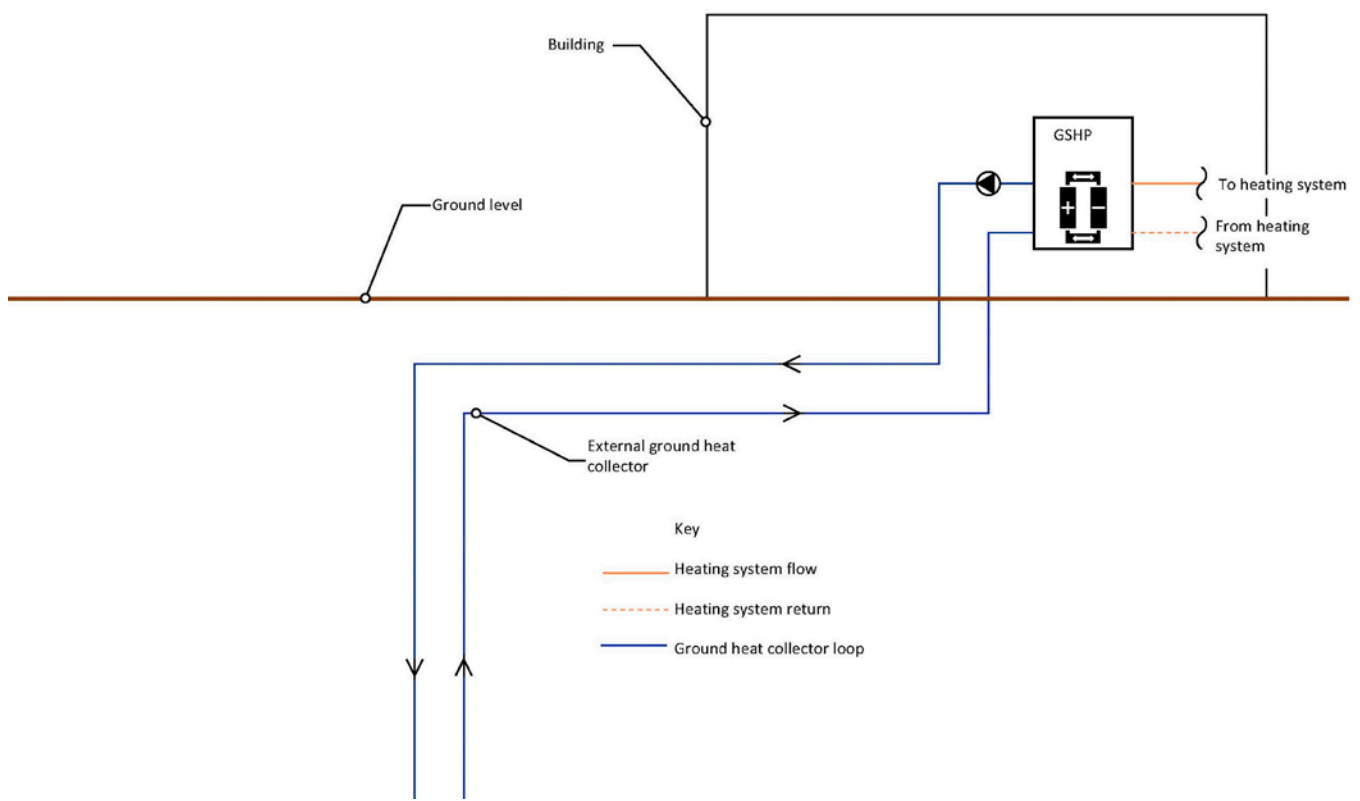 Building
GSHP
To heating system
From heating
system
Ground level
External ground heat
collector
Key
Heating system flow
Heating system return
Ground heat collector loop